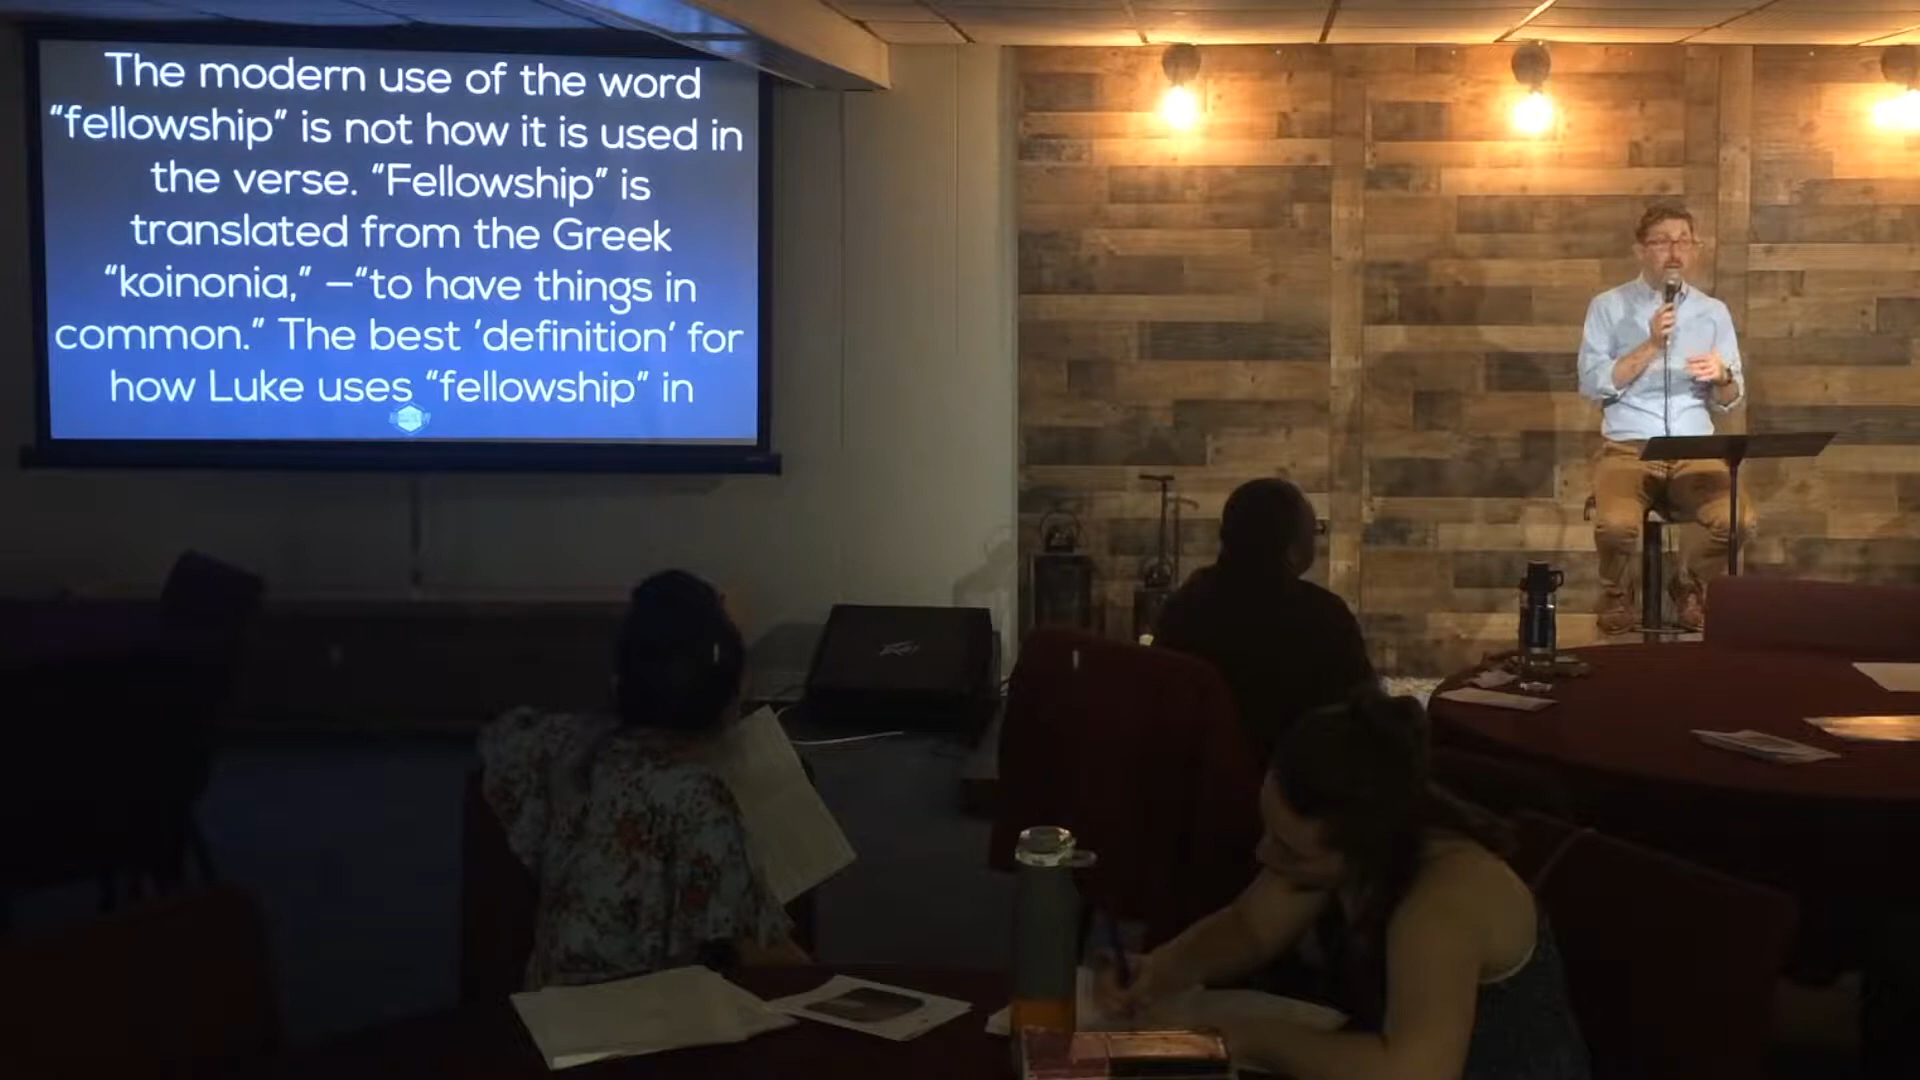 The modern use of the word
“fellowship” is not how it is used in
the verse. “Fellowship” is
translated from the Greek
“koinonia,” —“to have things in
common.” The best ‘definition’ for
how Luke uses “fellowship” in
PEAVEY